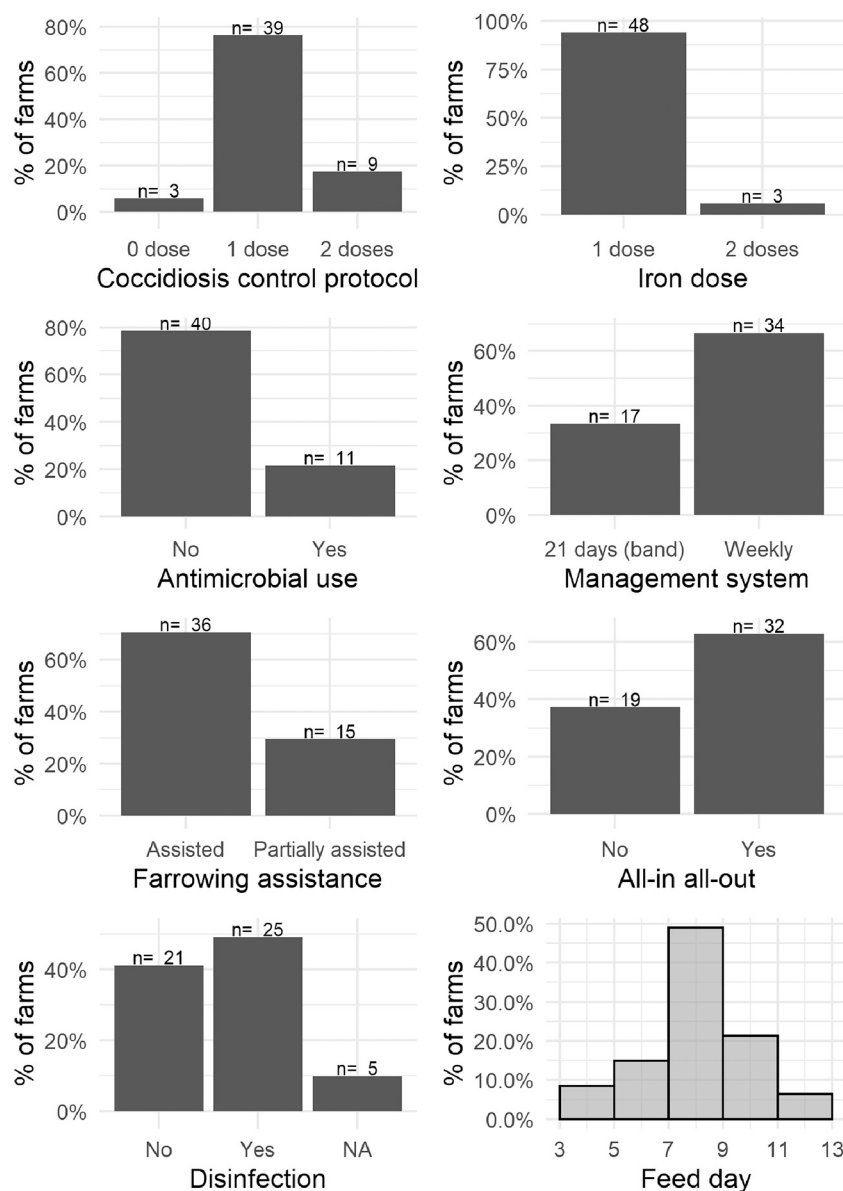 80%
n= 39
60%
40%
20%
n= 3
n= 9
0%
0 dose 1 dose 2 doses
% of farms
Coccidiosis control protocol
100%
n= 48
75%
50%
25%
n= 3
0%
1 dose 2 doses
% of farms
Iron dose
80%
n= 40
60%
40%
20%
n= 11
0%
No Yes
% of farms
Antimicrobial use
n= 34
60%
40%
n= 17
20%
0%
21 days (band) Weekly
% of farms
Management system
n= 36
60%
40%
n= 15
20%
0%
Assisted Partially assisted
% of farms
Farrowing assistance
n= 32
60%
40%
n= 19
20%
0%
No Yes
% of farms
All-in all-out
n= 21
n= 25
40%
20%
n= 5
0%
No Yes NA
% of farms
Disinfection
50.0%
40.0%
30.0%
20.0%
10.0%
0.0%
3 5 7 9 11 13
% of farms
Feed day